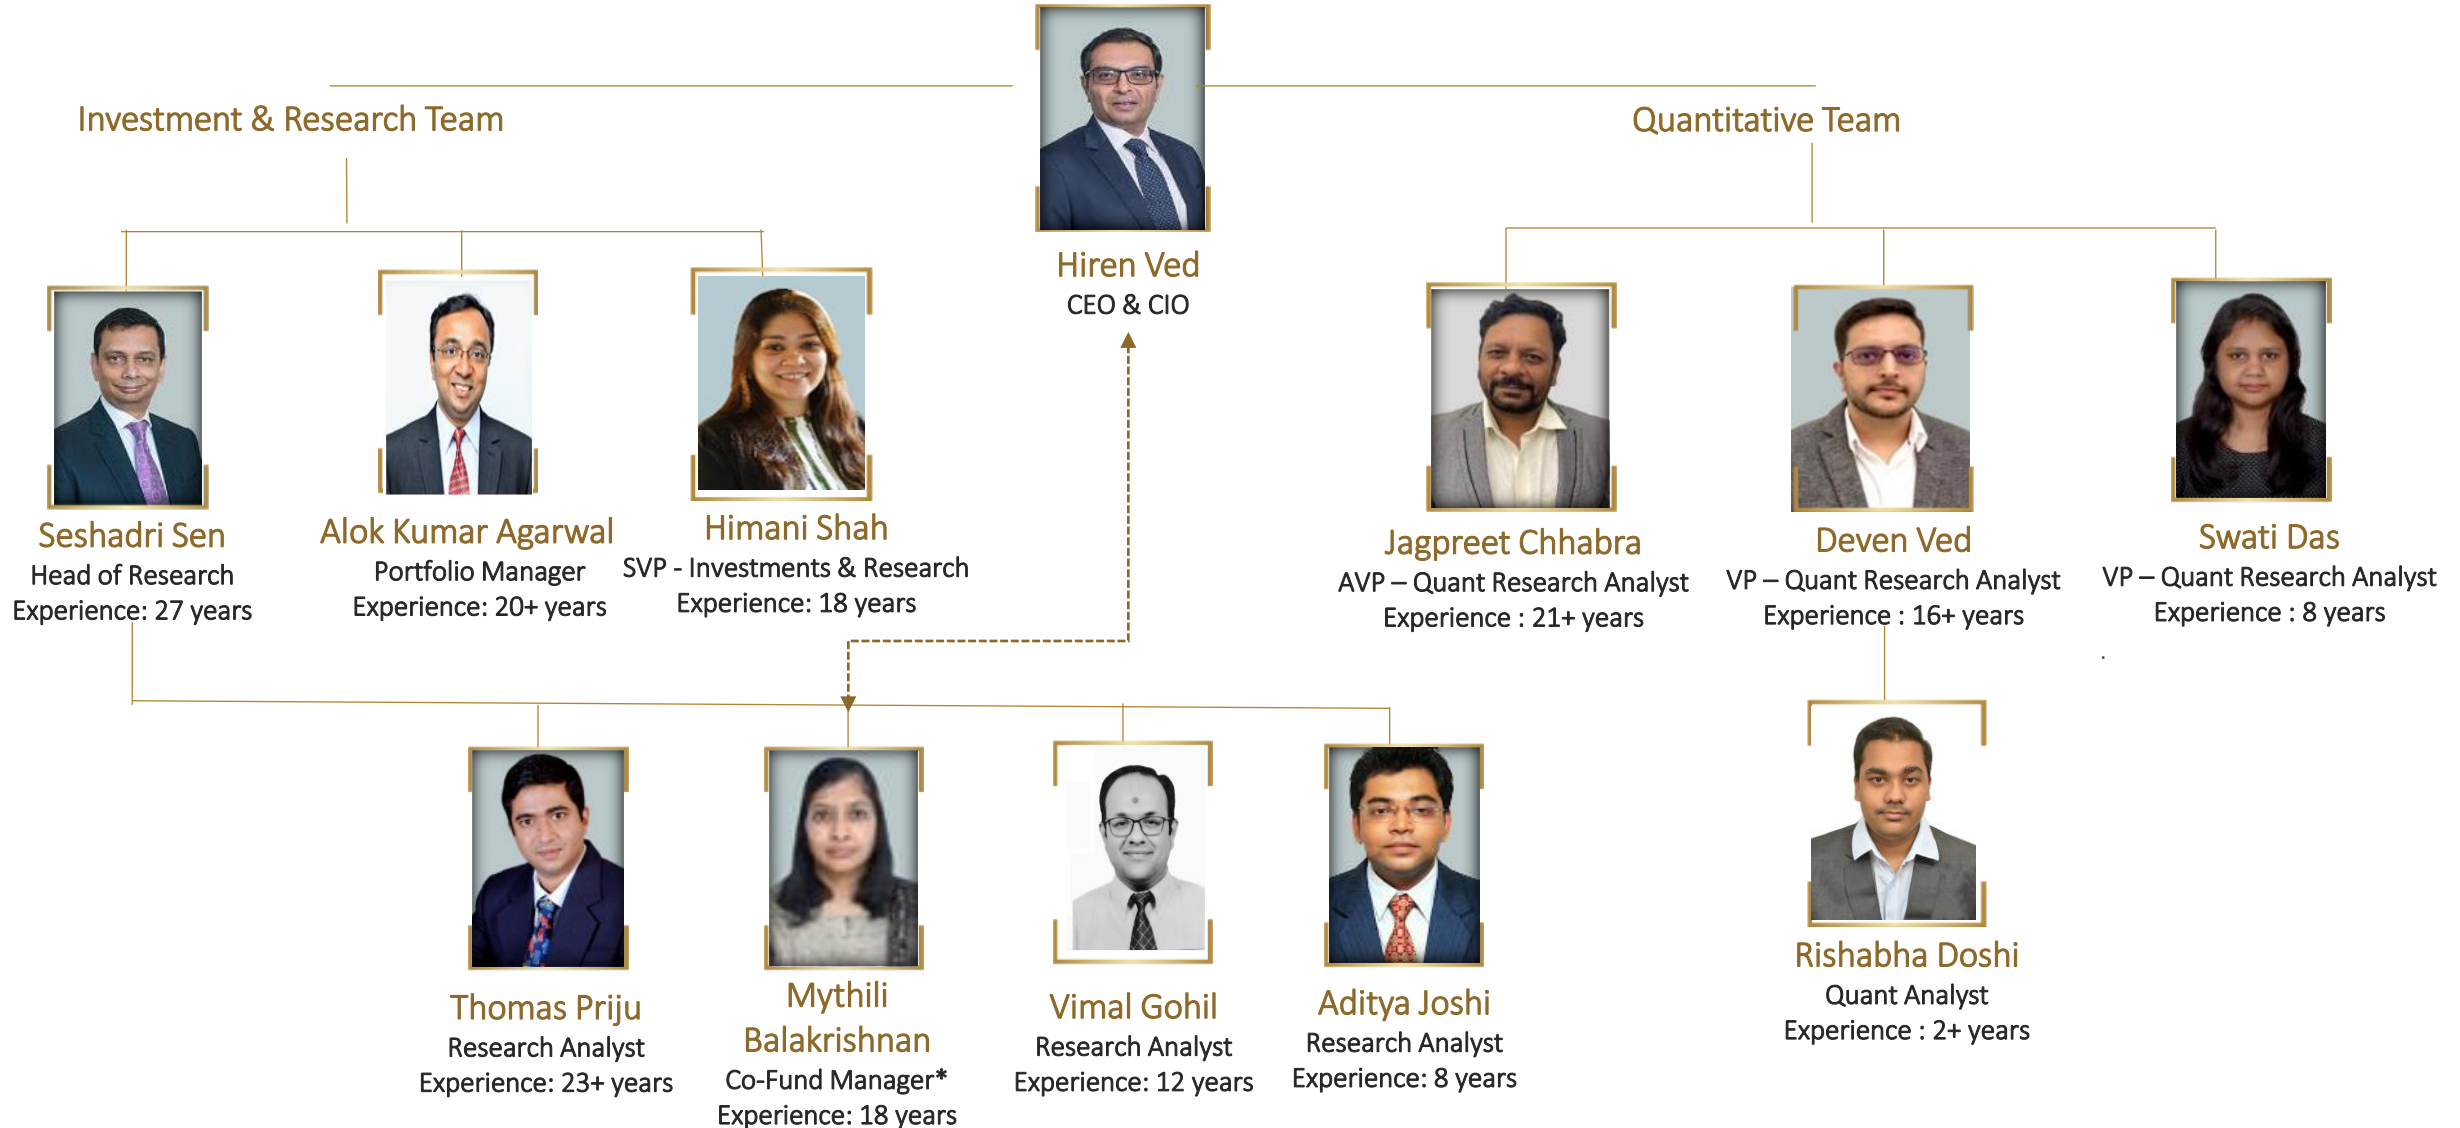 Investment & Research Team
Quantitative Team
Hiren Ved
CEO & CIO
Seshadri Sen
Head of Research
Experience: 27 years
Alok Kumar Agarwal
Portfolio Manager
Experience: 20+ years
Himani Shah
SVP - Investments & Research
Experience: 18 years
Jagpreet Chhabra
AVP – Quant Research Analyst
Experience : 21+ years
Deven Ved
VP – Quant Research Analyst
Experience : 16+ years
Swati Das
VP – Quant Research Analyst
Experience : 8 years
.
Thomas Priju
Research Analyst
Experience: 23+ years
Mythili
Balakrishnan
Co-Fund Manager*
Experience: 18 years
Vimal Gohil
Research Analyst
Experience: 12 years
Aditya Joshi
Research Analyst
Experience: 8 years
Rishabha Doshi
Quant Analyst
Experience : 2+ years